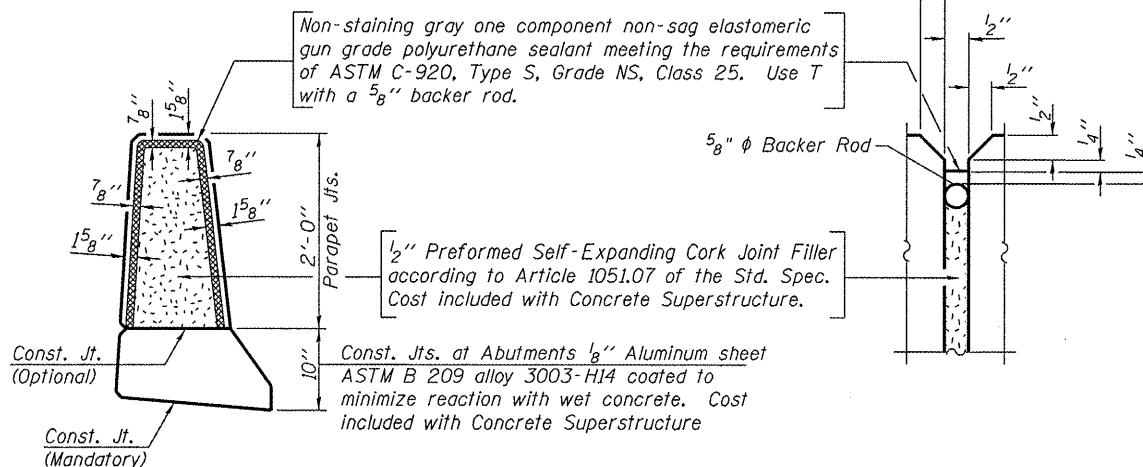 Non-staining gray one component non-sag elastomeric
gun grade polyurethane sealant meeting the requirements
of ASTM C-920, Type S, Grade NS, Class 25. Use T
with a 5/8" backer rod.
1/2"
1/2"
1/2"
1/4"
1/4"
5/8" φ Backer Rod
7/8"
1 5/8"
7/8"
7/8"
1 5/8"
1 5/8"
2'-0"
Parapet Jts.
1/2" Preformed Self-Expanding Cork Joint Filler
according to Article 1051.07 of the Std. Spec.
Cost included with Concrete Superstructure.
Const. Jt.
(Optional)
10"
Const. Jts. at Abutments 1/8" Aluminum sheet
ASTM B 209 alloy 3003-H14 coated to
minimize reaction with wet concrete. Cost
included with Concrete Superstructure
Const. Jt.
(Mandatory)